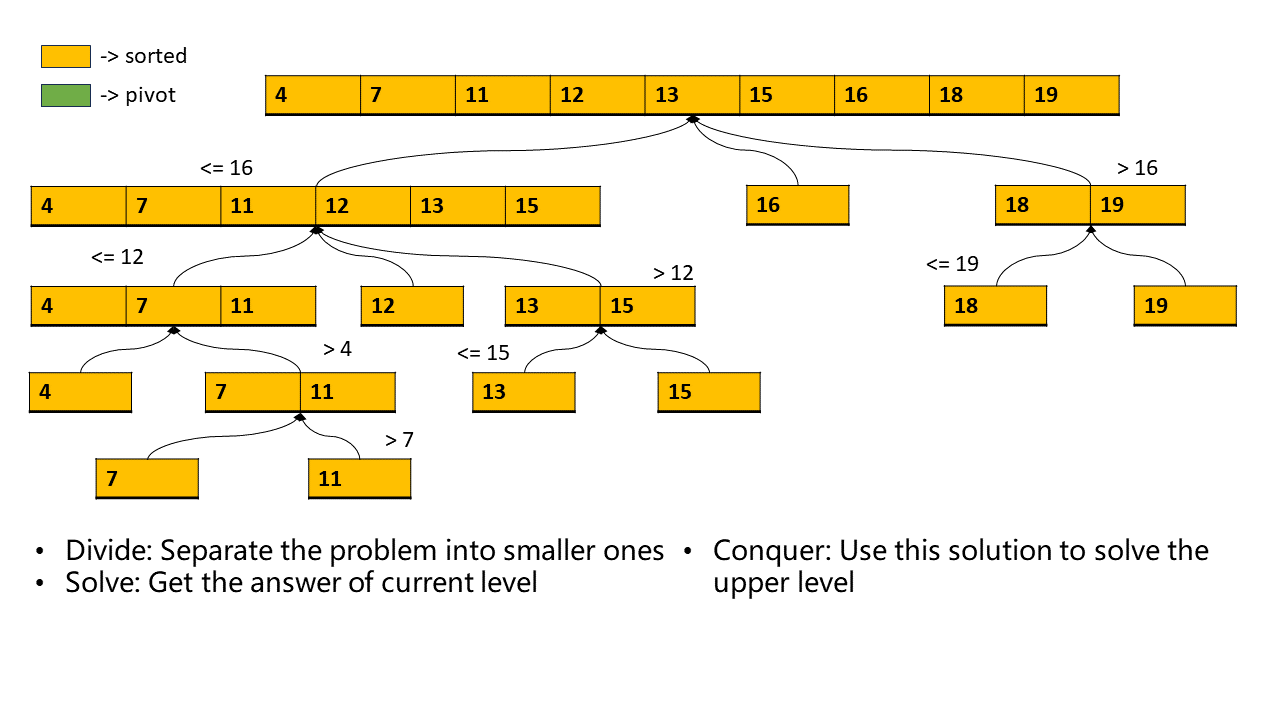 -> sorted
-> pivot
4 7 11 12 13 15 16 18 19
<= 16
> 16
4 7 11 12 13 15
16
18 19
<= 12
> 12
<= 19
4 7 11
12
13 15
18
19
> 4
<= 15
4
7 11
13
15
> 7
7
11
• Divide: Separate the problem into smaller ones
• Solve: Get the answer of current level
• Conquer: Use this solution to solve the
upper level